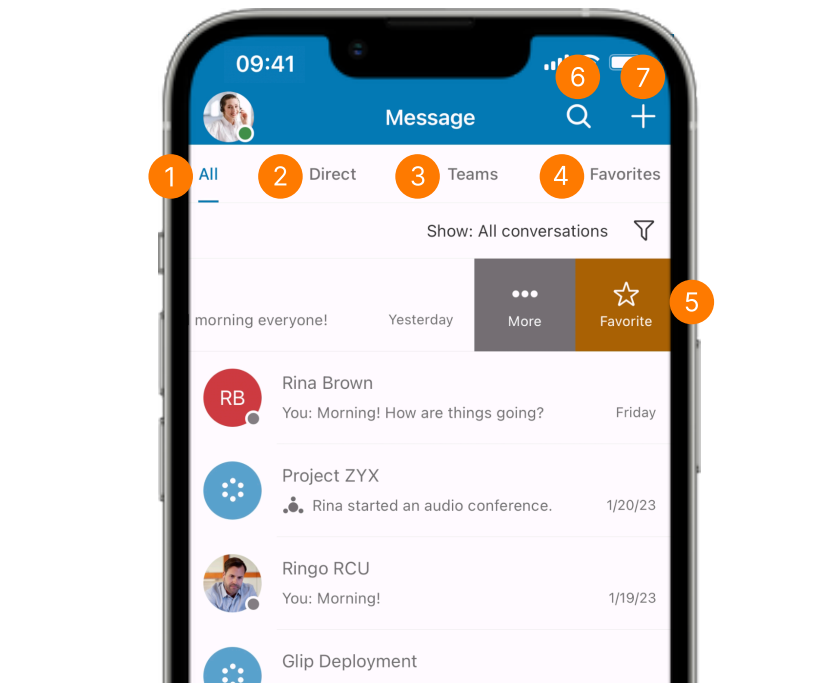 09:41
6
7
Message
1
All
2
Direct
3
Teams
4
Favorites
Show: All conversations
morning everyone!
Yesterday
More
Favorite
5
RB
Rina Brown
You: Morning! How are things going?
Friday
Project ZYX
Rina started an audio conference.
1/20/23
Ringo RCU
You: Morning!
1/19/23
Glip Deployment